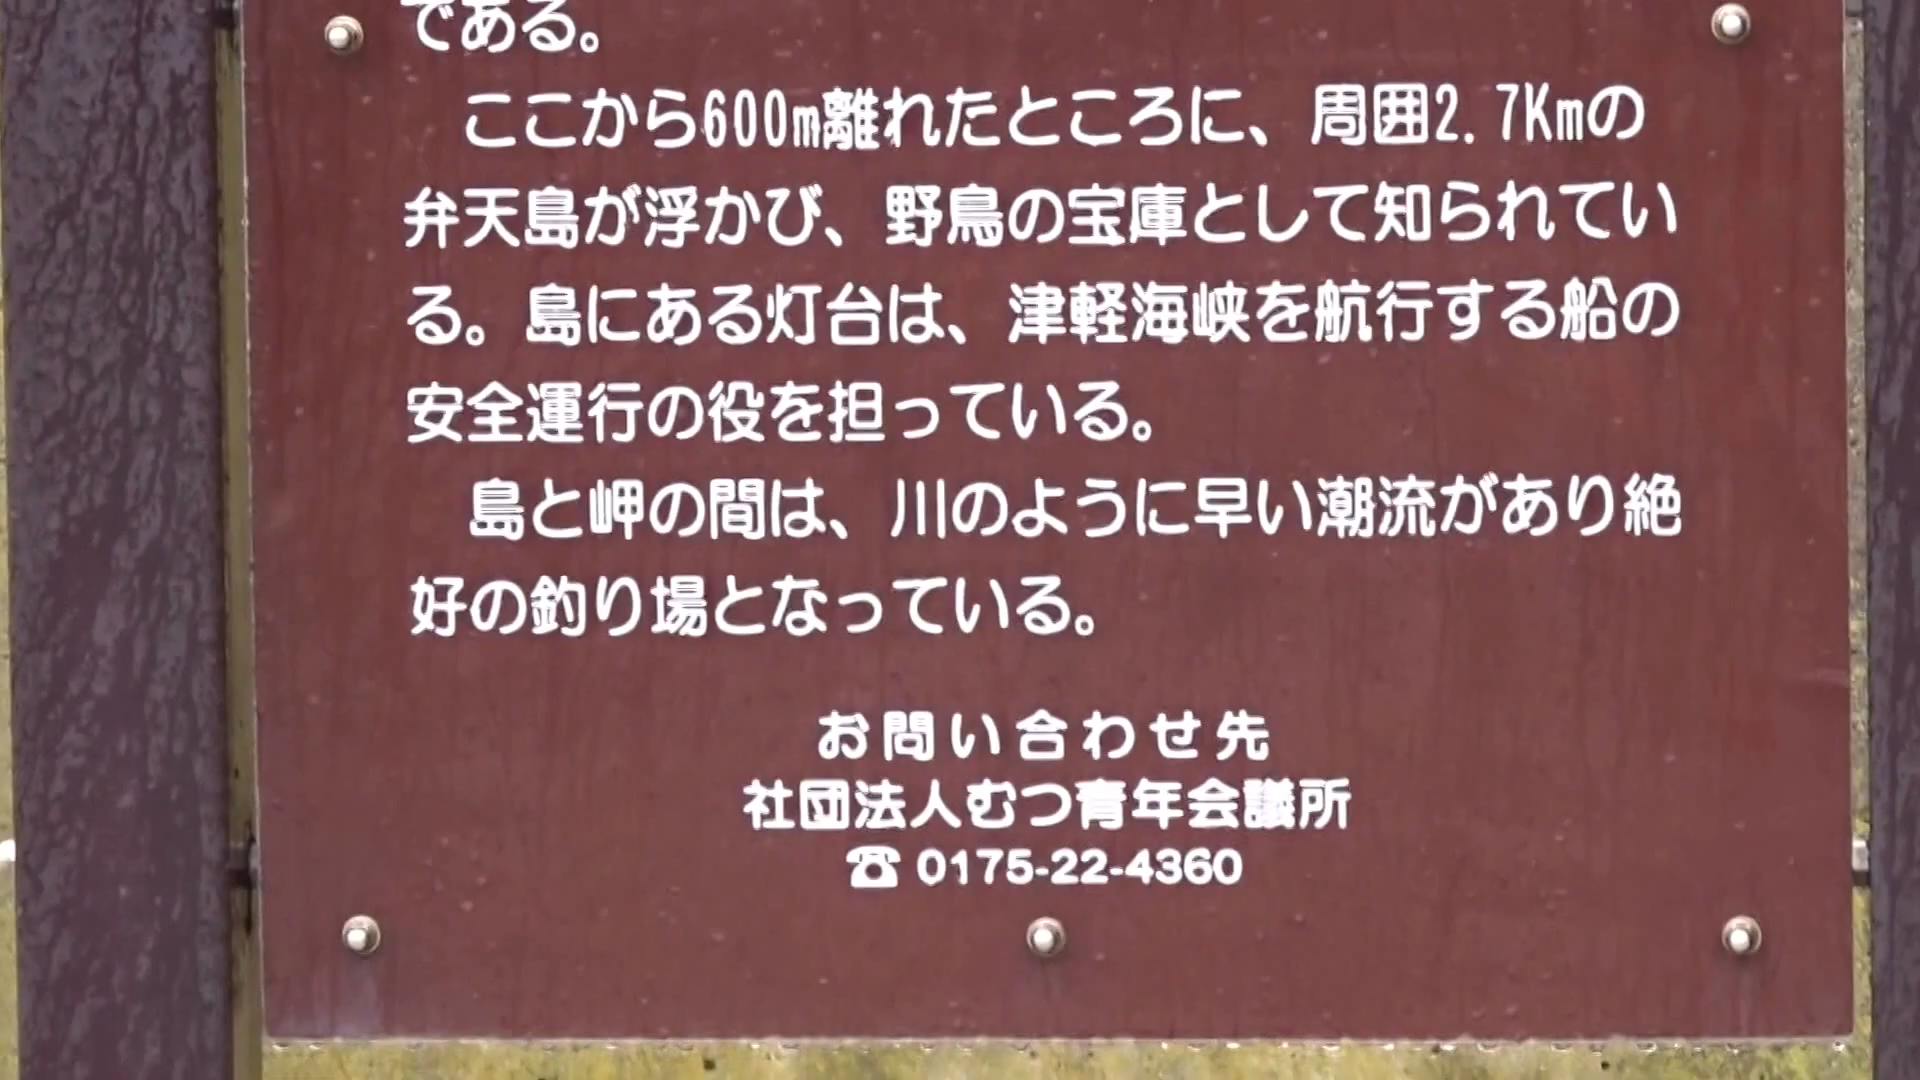 である。
ここから600m離れたところに、周囲2.7Kmの
弁天島が浮かび、野鳥の宝庫として知られてい
る。島にある灯台は、津軽海峡を航行する船の
安全運行の役を担っている。
島と岬の間は、川のように早い潮流があり絶
好の釣り場となっている。
お問い合わせ先
社団法人むつ青年会議所
☎ 0175-22-4360